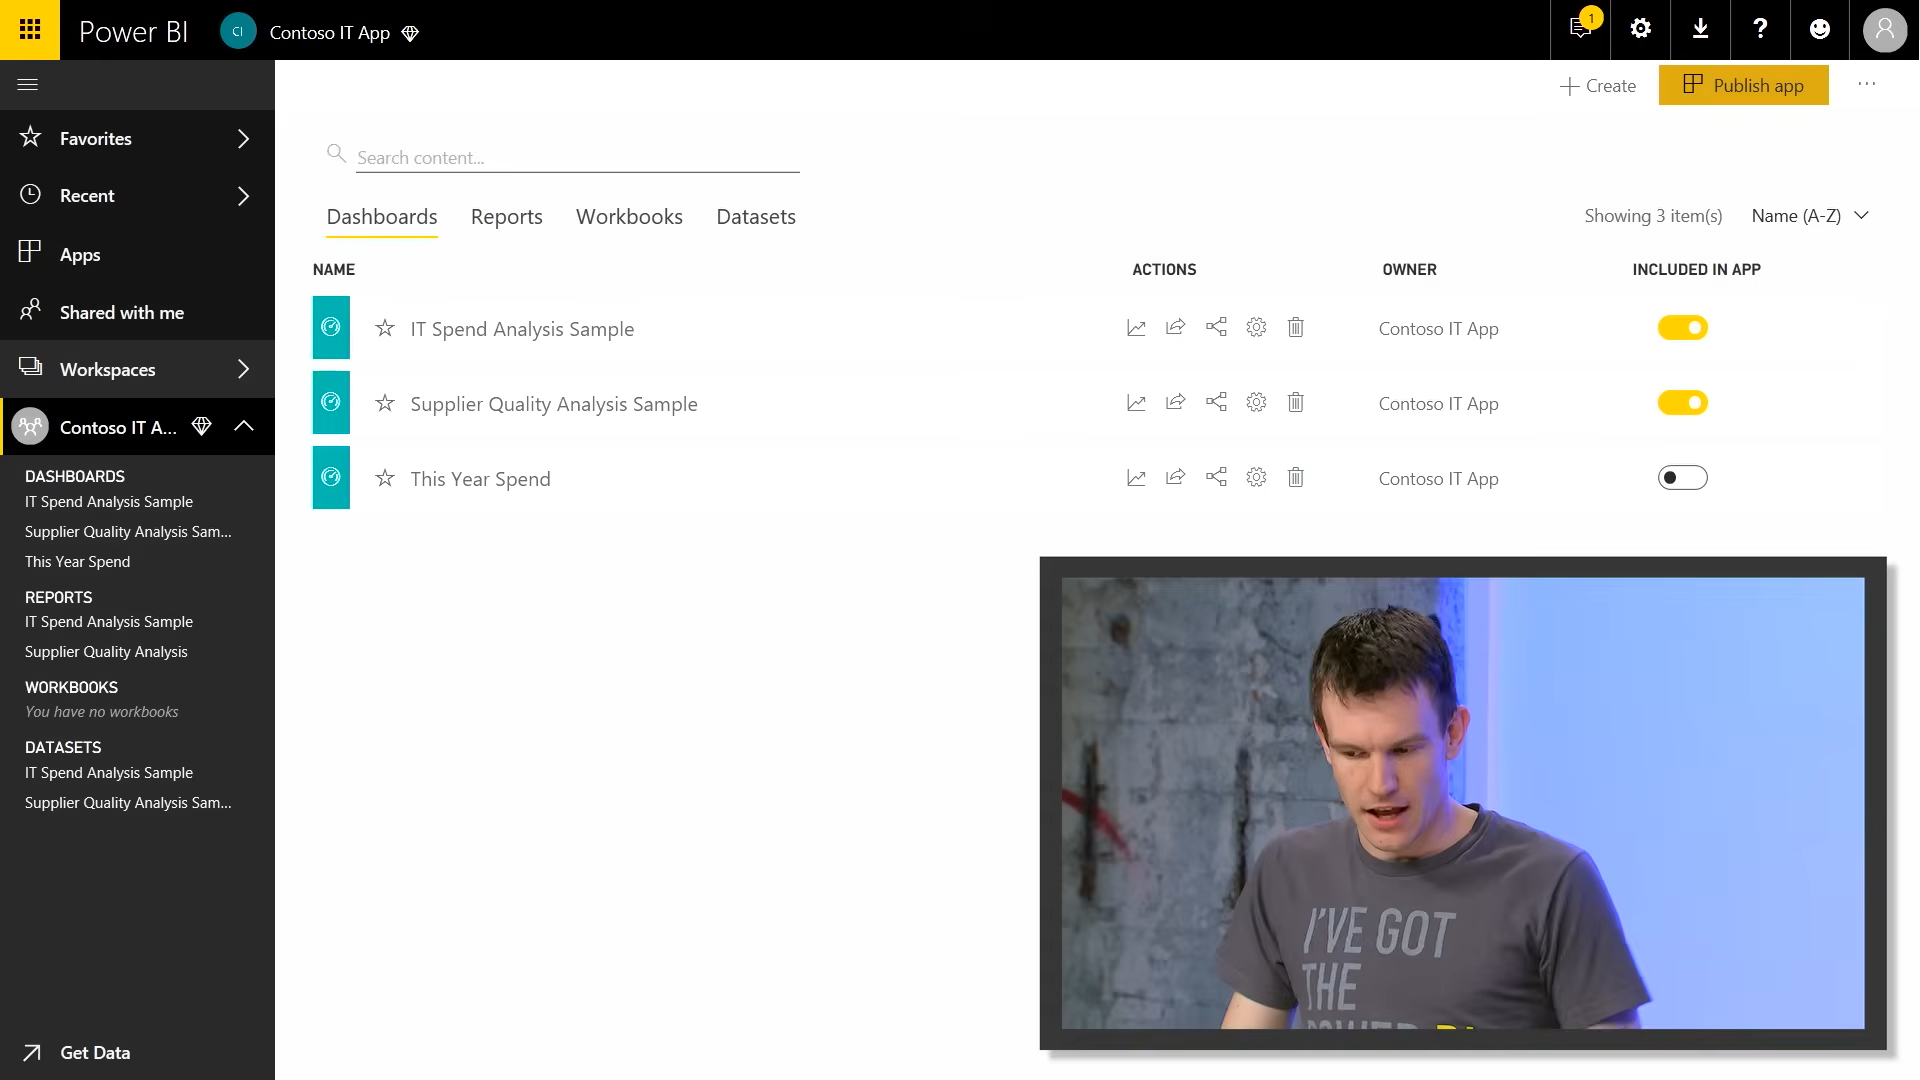 Power BI
CI
Contoso IT App
1
?
Create
Publish app
...
Favorites
Recent
Apps
Shared with me
Workspaces
Contoso IT A...
DASHBOARDS
IT Spend Analysis Sample
Supplier Quality Analysis Sam...
This Year Spend
REPORTS
IT Spend Analysis Sample
Supplier Quality Analysis
WORKBOOKS
You have no workbooks
DATASETS
IT Spend Analysis Sample
Supplier Quality Analysis Sam...
Get Data
Search content...
Dashboards Reports Workbooks Datasets
Showing 3 item(s) Name (A-Z)
NAME ACTIONS OWNER INCLUDED IN APP
IT Spend Analysis Sample Contoso IT App
Supplier Quality Analysis Sample Contoso IT App
This Year Spend Contoso IT App
I'VE GOT
THE
POWER BI